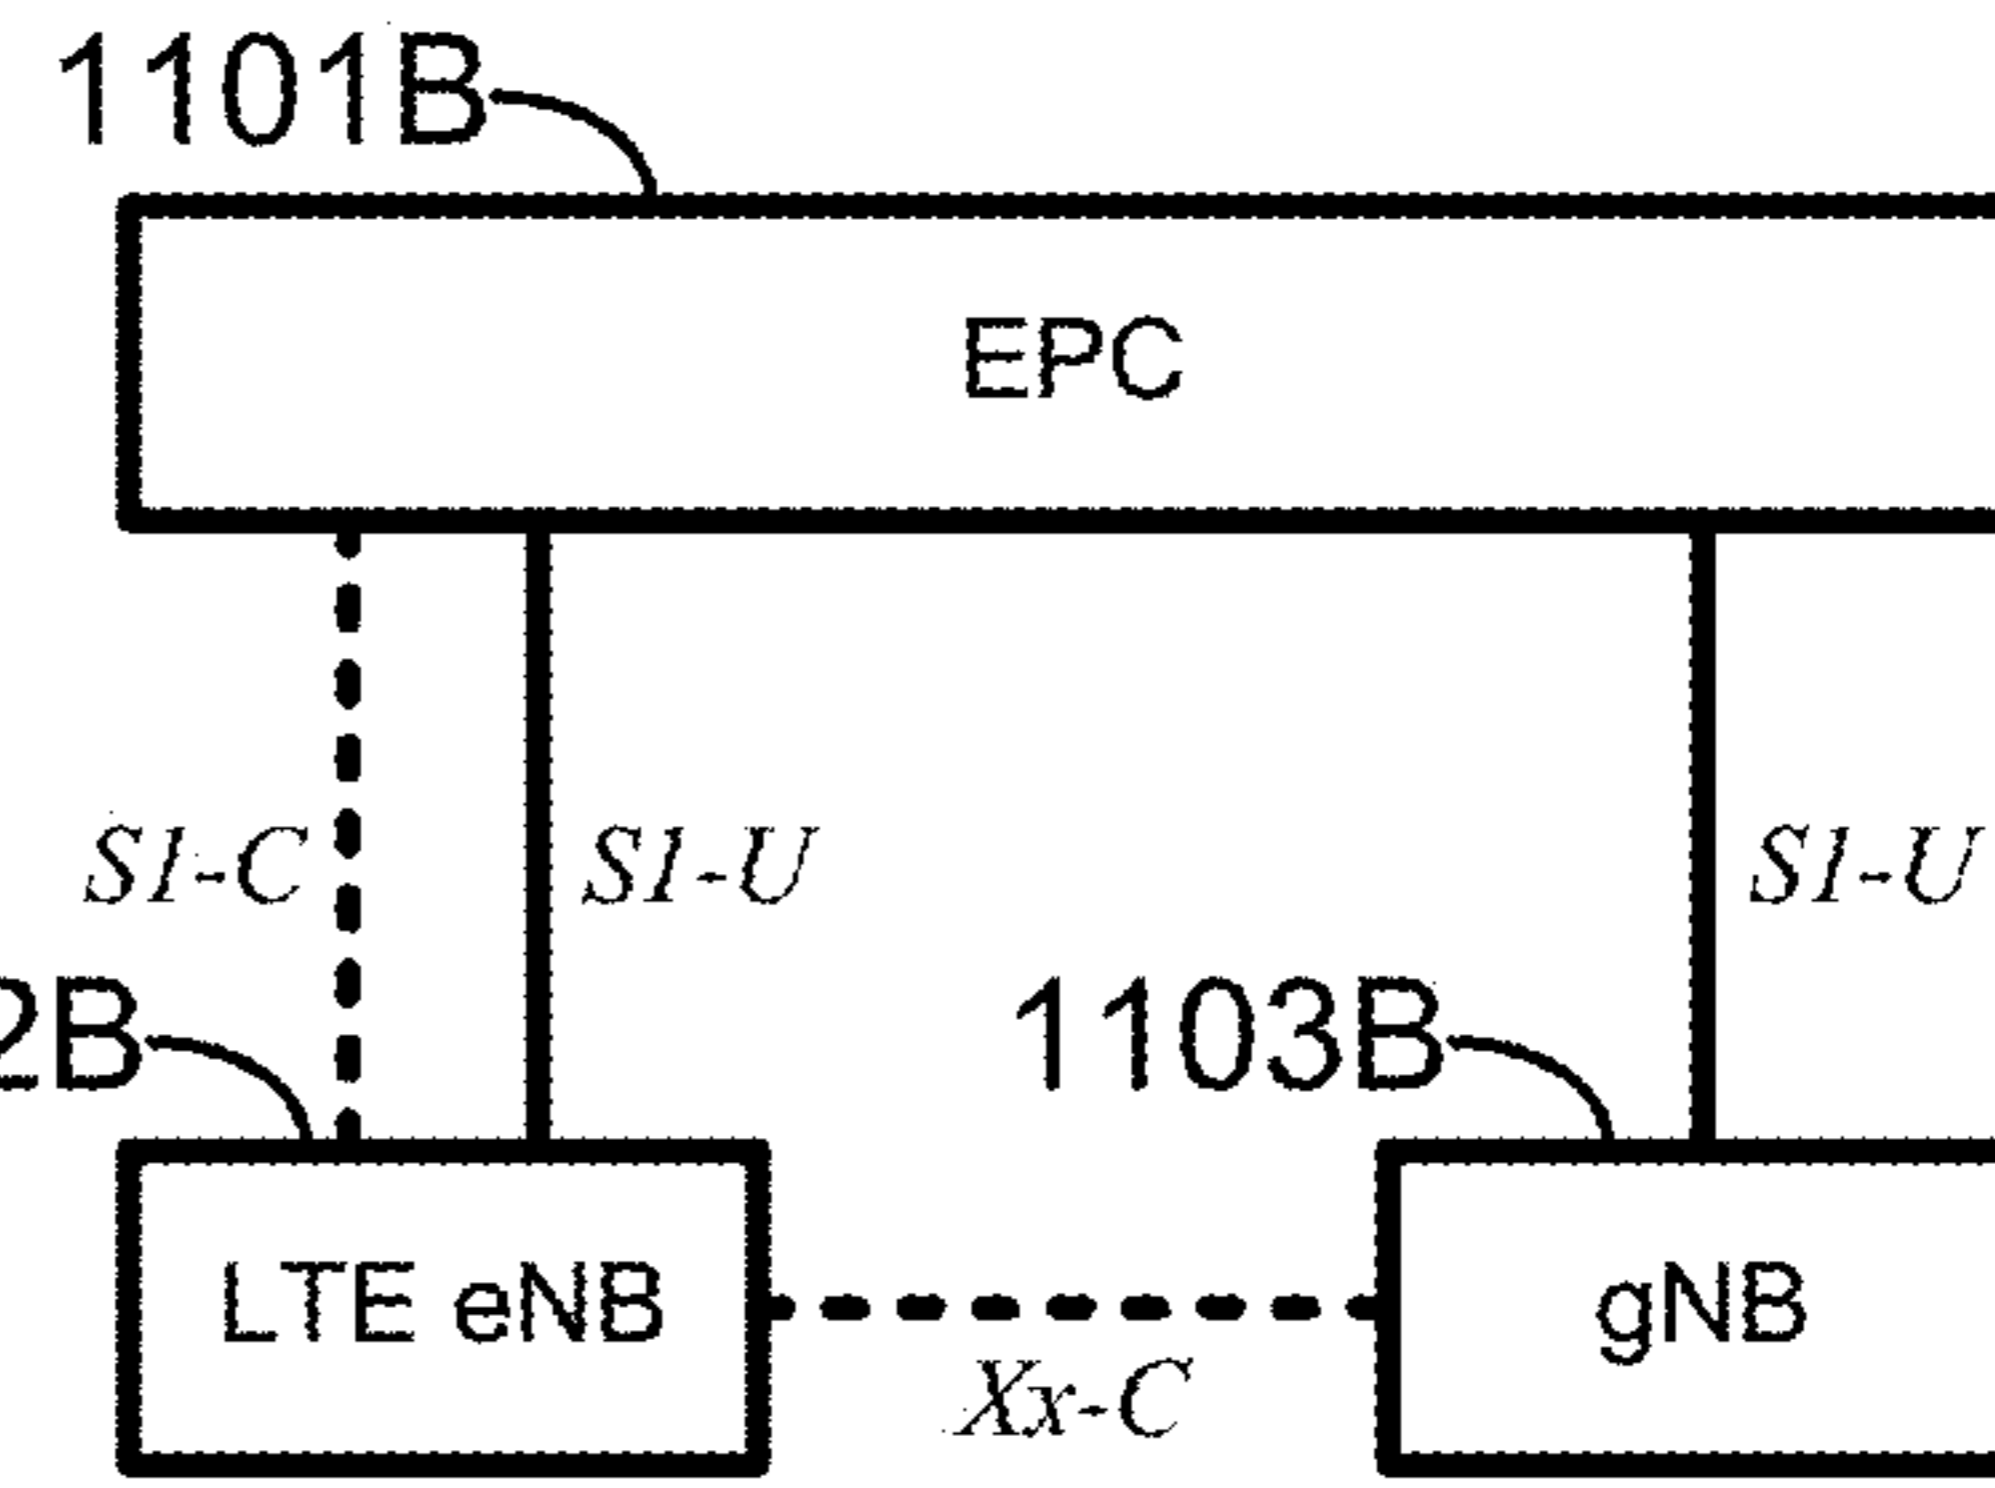 1101B
EPC
S1-C S1-U S1-U
2B 1103B
LTE eNB gNB
Xx-C